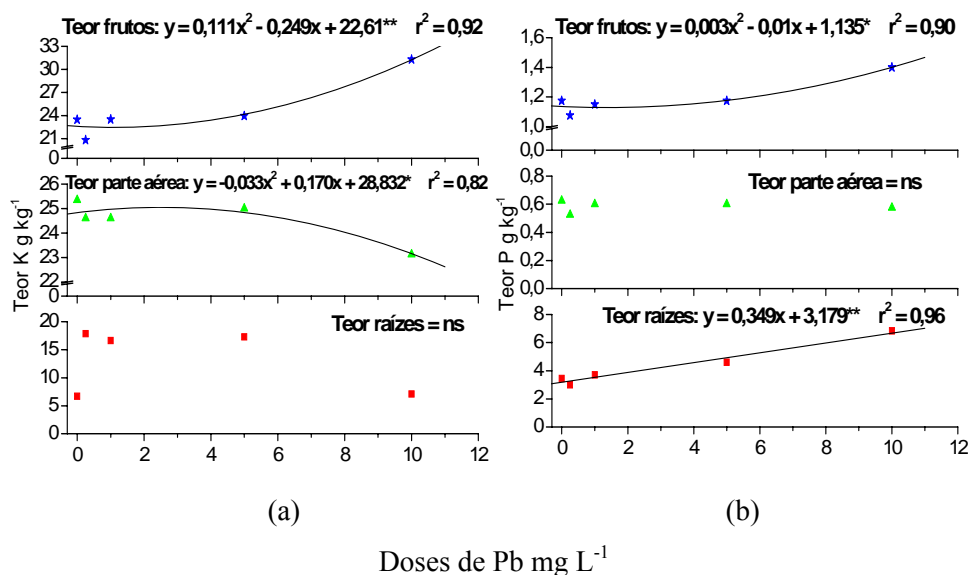 Teor frutos: y = 0,111x² - 0,249x + 22,61** r² = 0,92
33
30
27
24
21
0
Teor parte aérea: y = -0,033x² + 0,170x + 28,832* r² = 0,82
26
25
24
23
22
0
Teor K g kg⁻¹
Teor raízes = ns
20
15
10
5
0
0 2 4 6 8 10 12
(a)
Teor frutos: y = 0,003x² - 0,01x + 1,135* r² = 0,90
1,6
1,4
1,2
1,0
0,0
Teor parte aérea = ns
0,8
0,6
0,4
0,2
0,0
Teor P g kg⁻¹
Teor raízes: y = 0,349x + 3,179** r² = 0,96
8
6
4
2
0
0 2 4 6 8 10 12
(b)
Doses de Pb mg L⁻¹